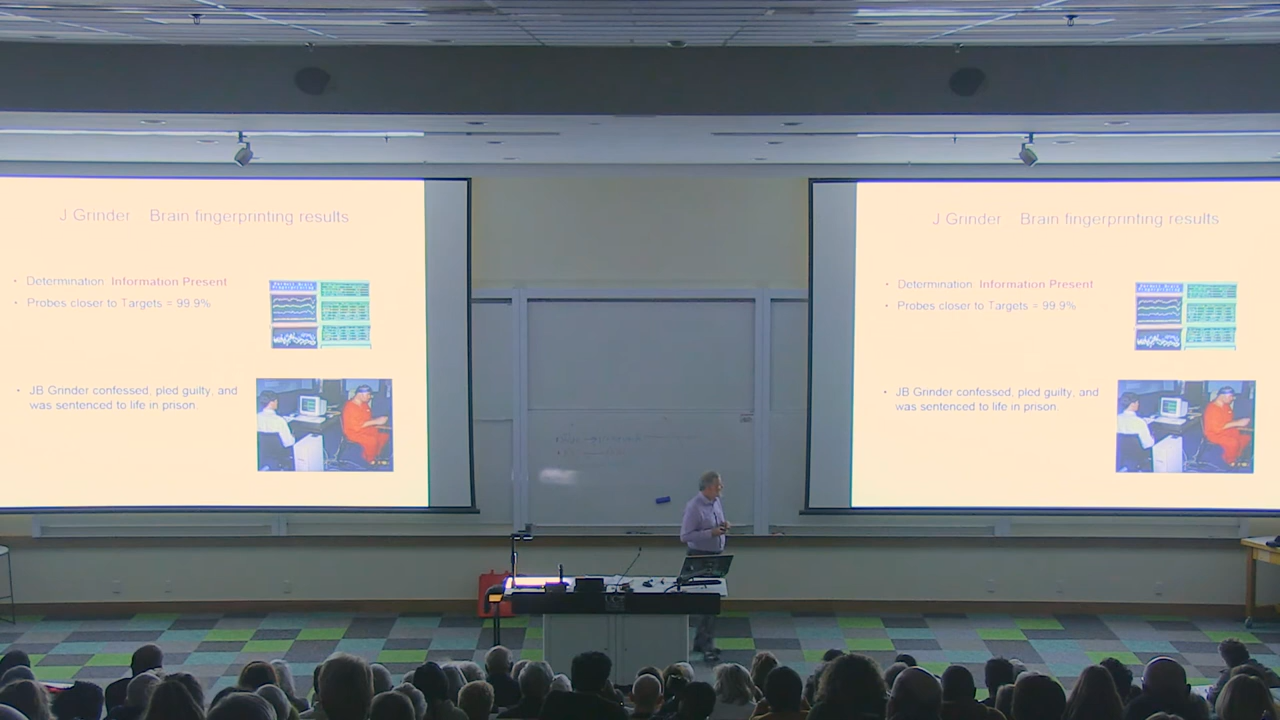 J Grinder Brain fingerprinting results
• Determination Information Present
• Probes closer to Targets = 99.9%
• JB Grinder confessed, pled guilty, and
was sentenced to life in prison.
J Grinder Brain fingerprinting results
• Determination Information Present
• Probes closer to Targets = 99.9%
• JB Grinder confessed, pled guilty, and
was sentenced to life in prison